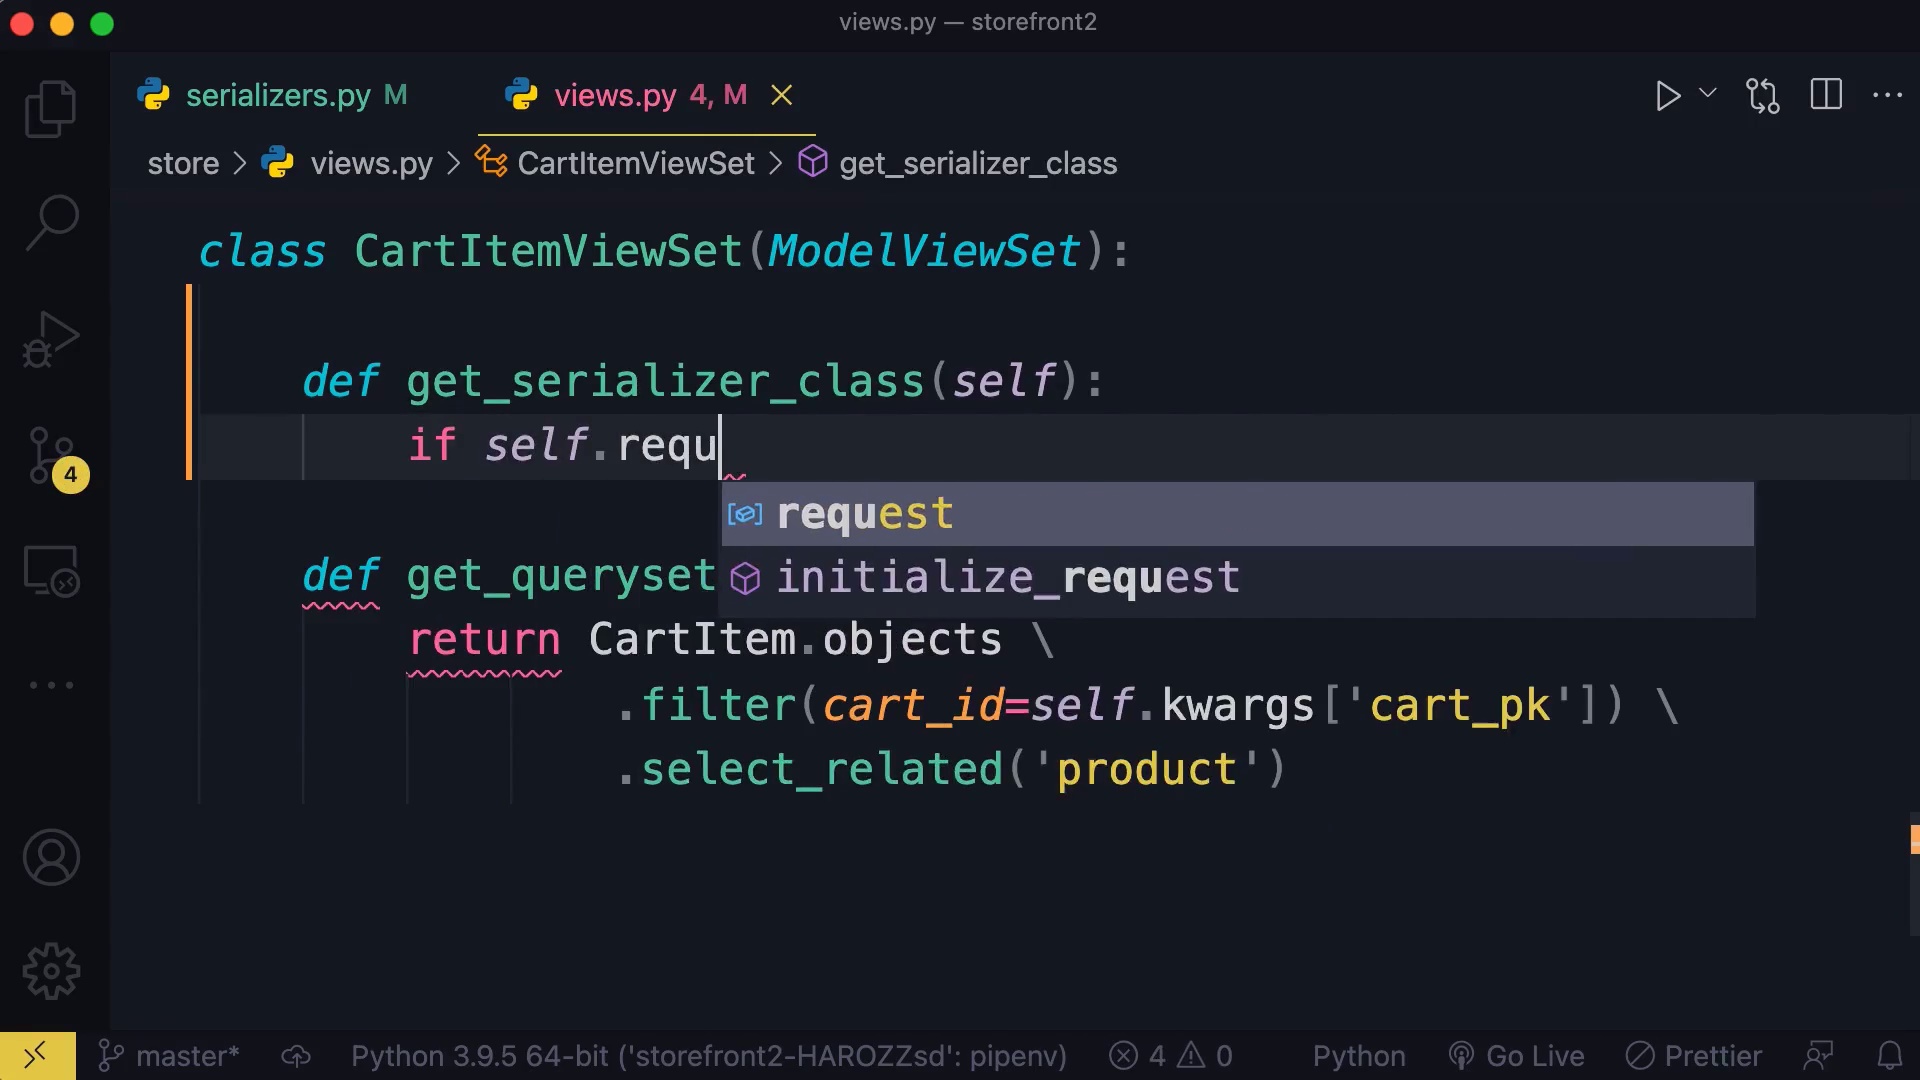 views.py — storefront2
serializers.py M
views.py 4, M
store > views.py > CartItemViewSet > get_serializer_class
class CartItemViewSet(ModelViewSet):
def get_serializer_class(self):
if self.requ
request
initialize_request
def get_queryset
return CartItem.objects \
.filter(cart_id=self.kwargs['cart_pk']) \
.select_related('product')
4
master* Python 3.9.5 64-bit ('storefront2-HAROZZsd': pipenv) 4 0 Python Go Live Prettier